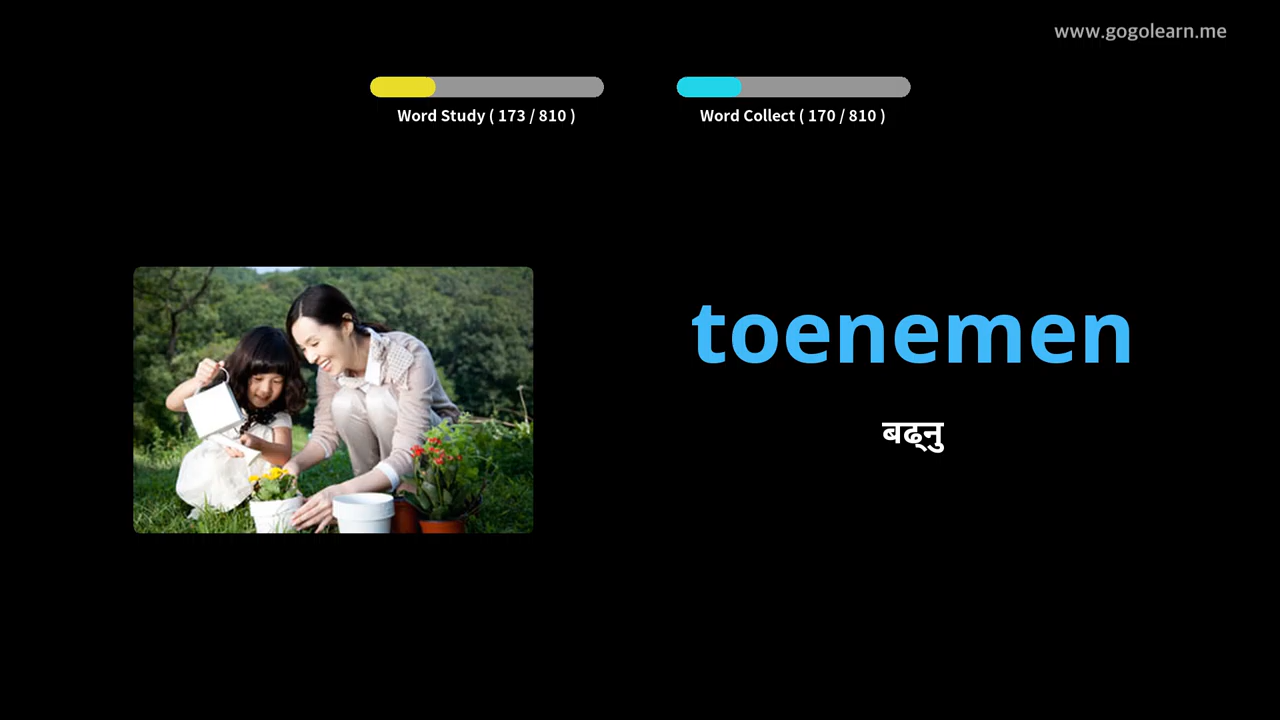 www.gogolearn.me
Word Study ( 173 / 810 )
Word Collect ( 170 / 810 )
toenemen
बढ्नु